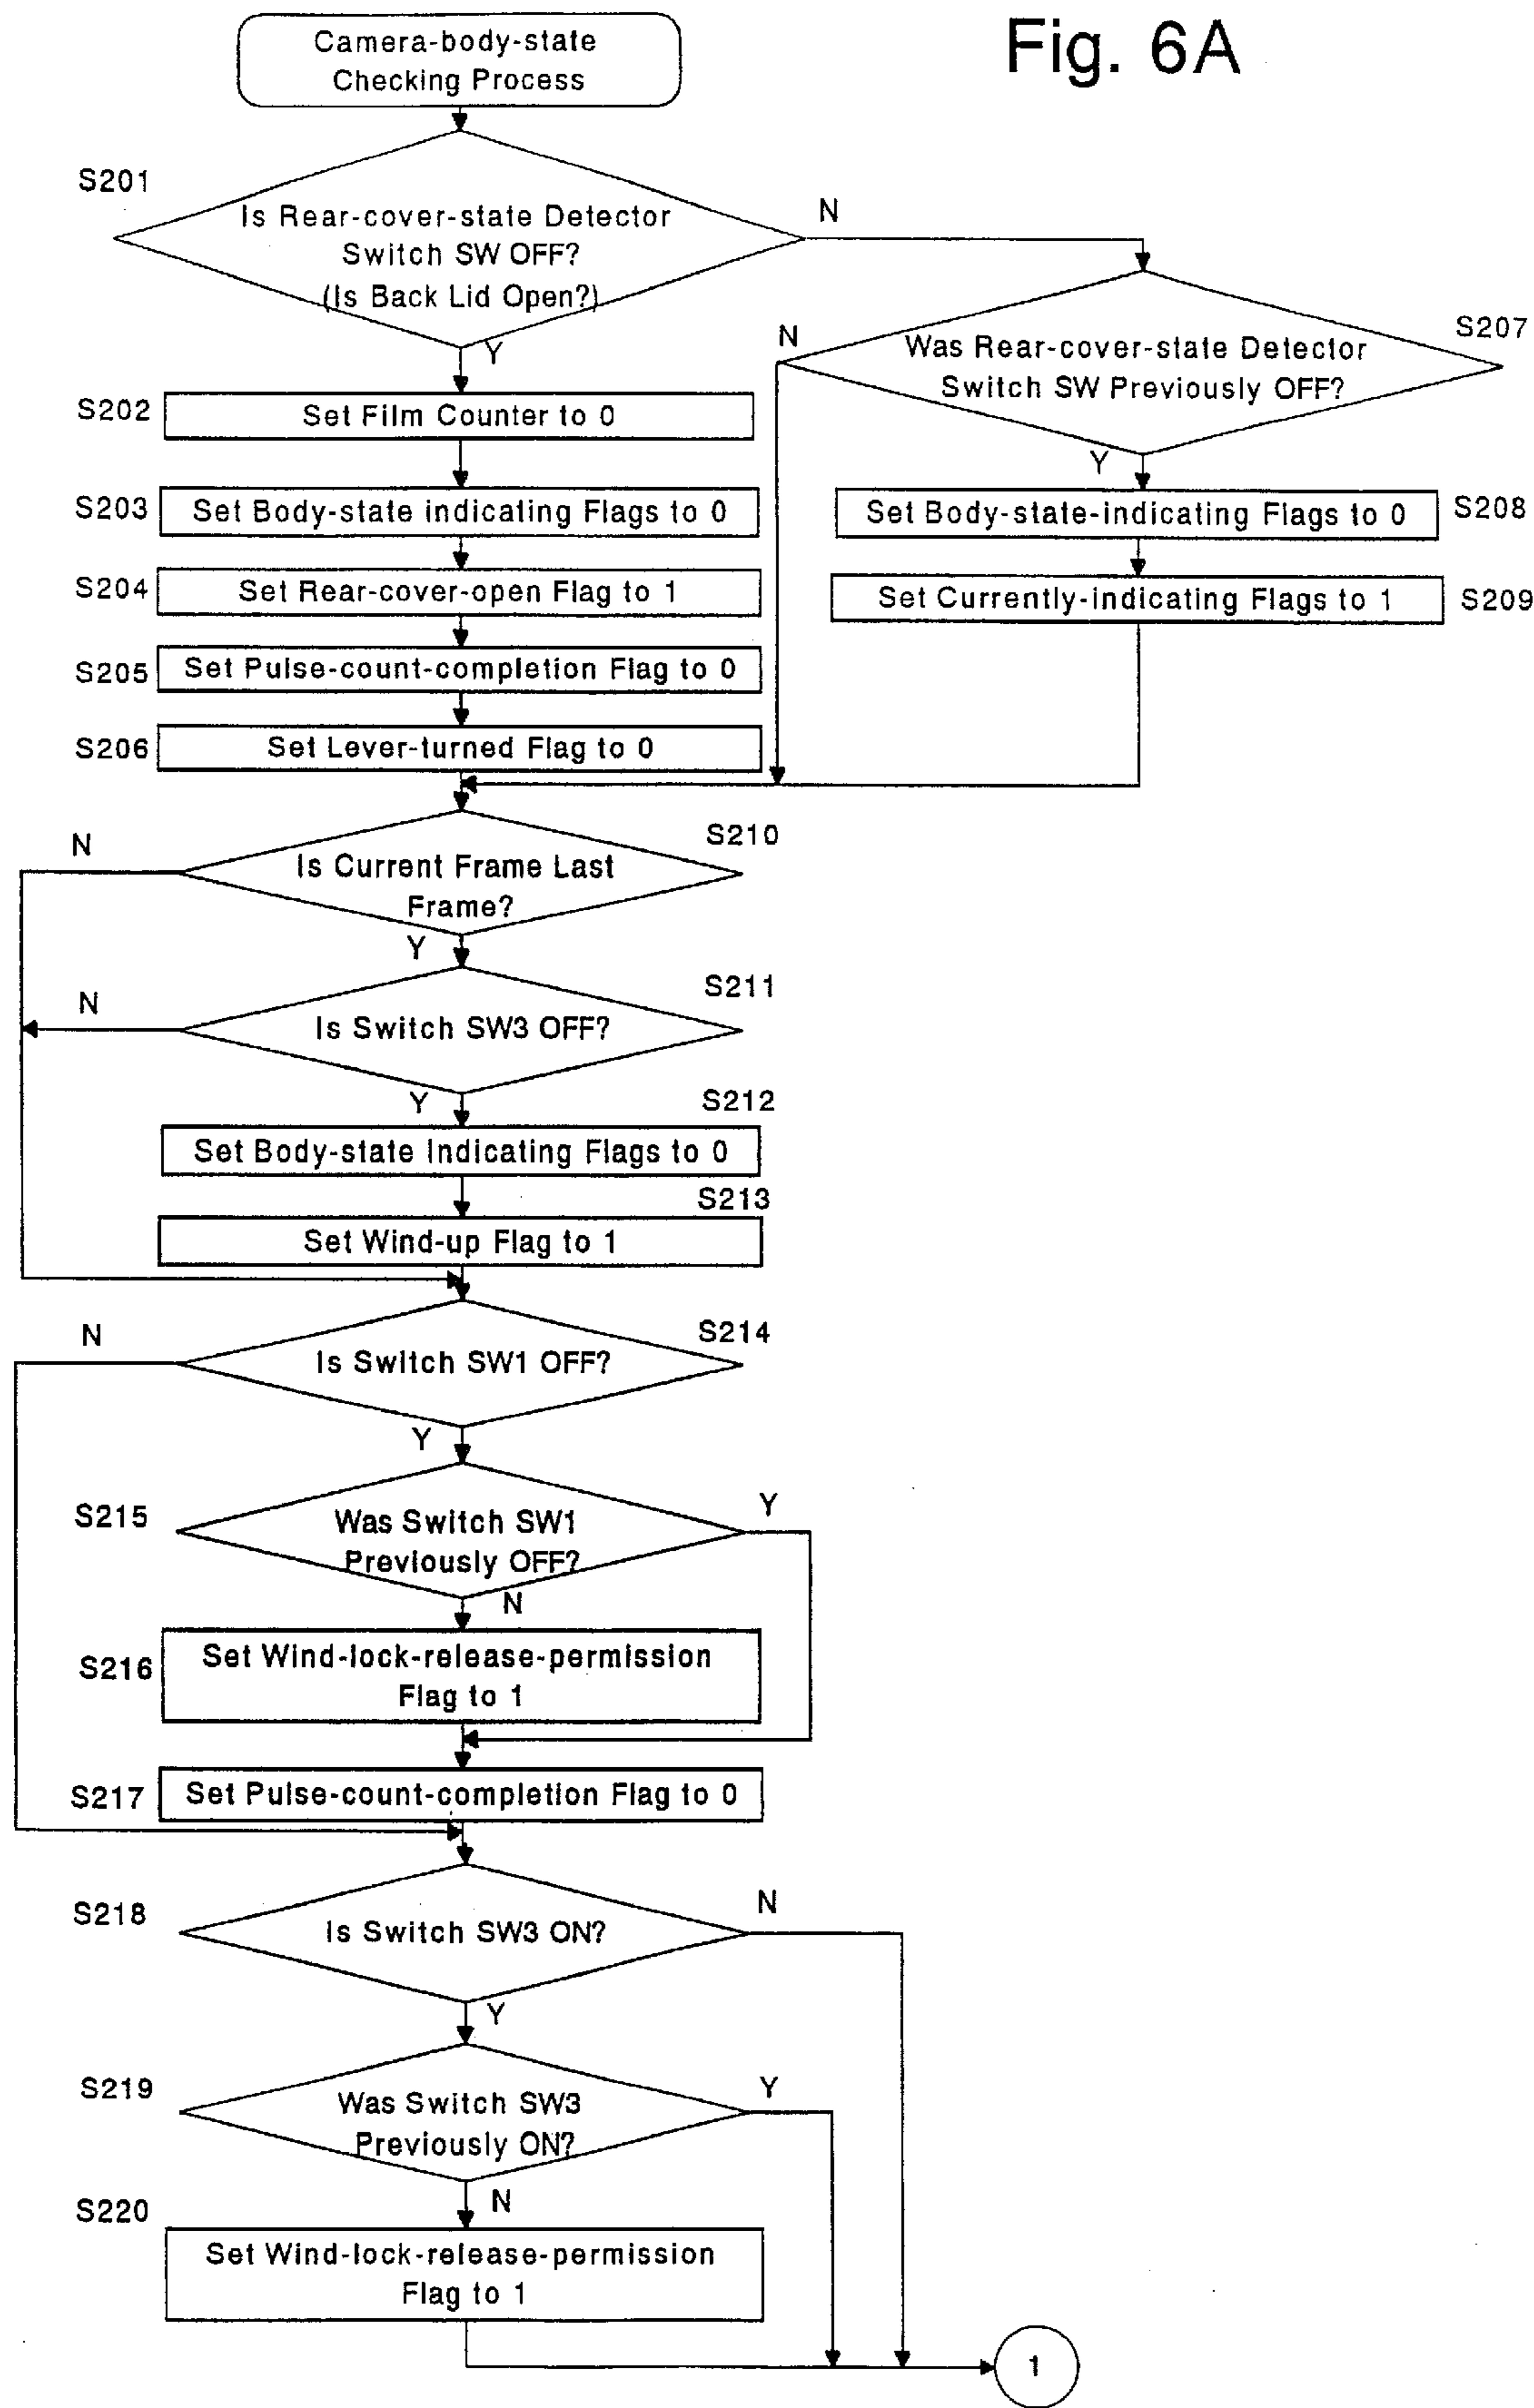 Fig. 6A
Camera-body-state
Checking Process
S201
Is Rear-cover-state Detector
Switch SW OFF?
(Is Back Lid Open?)
N
Y
S207
N
Was Rear-cover-state Detector
Switch SW Previously OFF?
Y
S202
Set Film Counter to 0
S203
Set Body-state indicating Flags to 0
S208
Set Body-state-indicating Flags to 0
S204
Set Rear-cover-open Flag to 1
S209
Set Currently-indicating Flags to 1
S205
Set Pulse-count-completion Flag to 0
S206
Set Lever-turned Flag to 0
S210
N
Is Current Frame Last
Frame?
Y
S211
N
Is Switch SW3 OFF?
Y
S212
Set Body-state Indicating Flags to 0
S213
Set Wind-up Flag to 1
S214
N
Is Switch SW1 OFF?
Y
S215
Was Switch SW1
Previously OFF?
Y
N
S216
Set Wind-lock-release-permission
Flag to 1
S217
Set Pulse-count-completion Flag to 0
S218
Is Switch SW3 ON?
N
Y
S219
Was Switch SW3
Previously ON?
Y
N
S220
Set Wind-lock-release-permission
Flag to 1
1